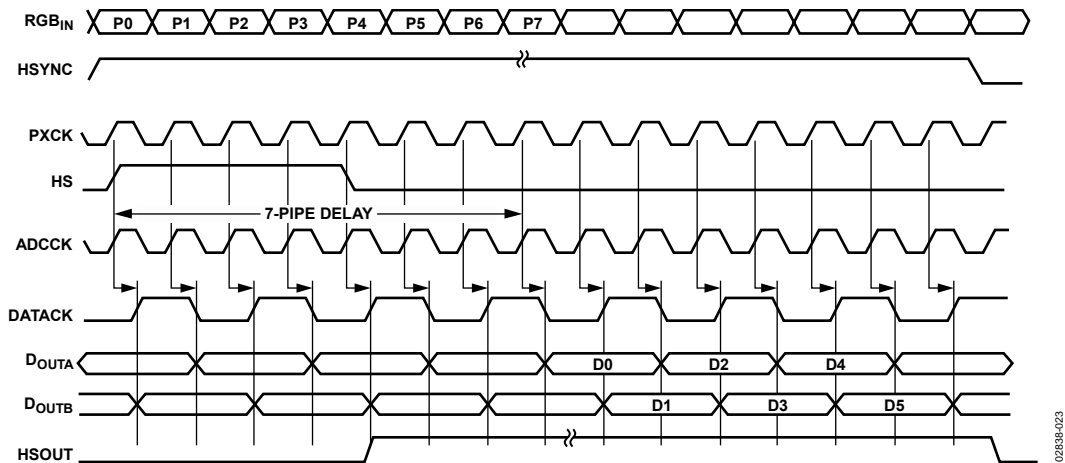 RGBIN P0 P1 P2 P3 P4 P5 P6 P7
HSYNC
PXCK
HS
7-PIPE DELAY
ADCCK
DATACK
DOUTA D0 D2 D4
DOUTB D1 D3 D5
HSOUT
02838-023